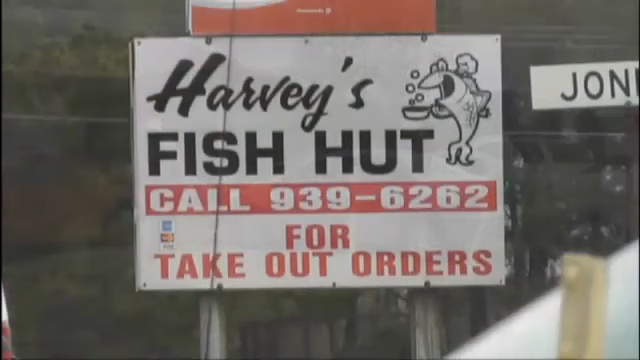 Harvey's
FISH HUT
CALL 939-6262
FOR
TAKE OUT ORDERS
JON